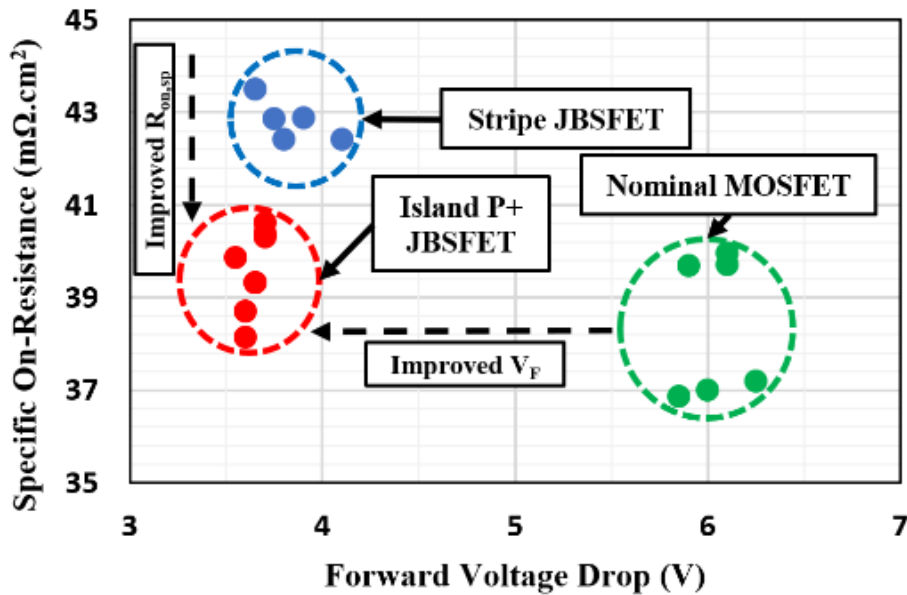 Specific On-Resistance (mΩ.cm²)
45
43
41
39
37
35
Improved Rₒₙ,ₛₚ
Stripe JBSFET
Nominal MOSFET
Island P+
JBSFET
Improved V_F
3
4
5
6
7
Forward Voltage Drop (V)